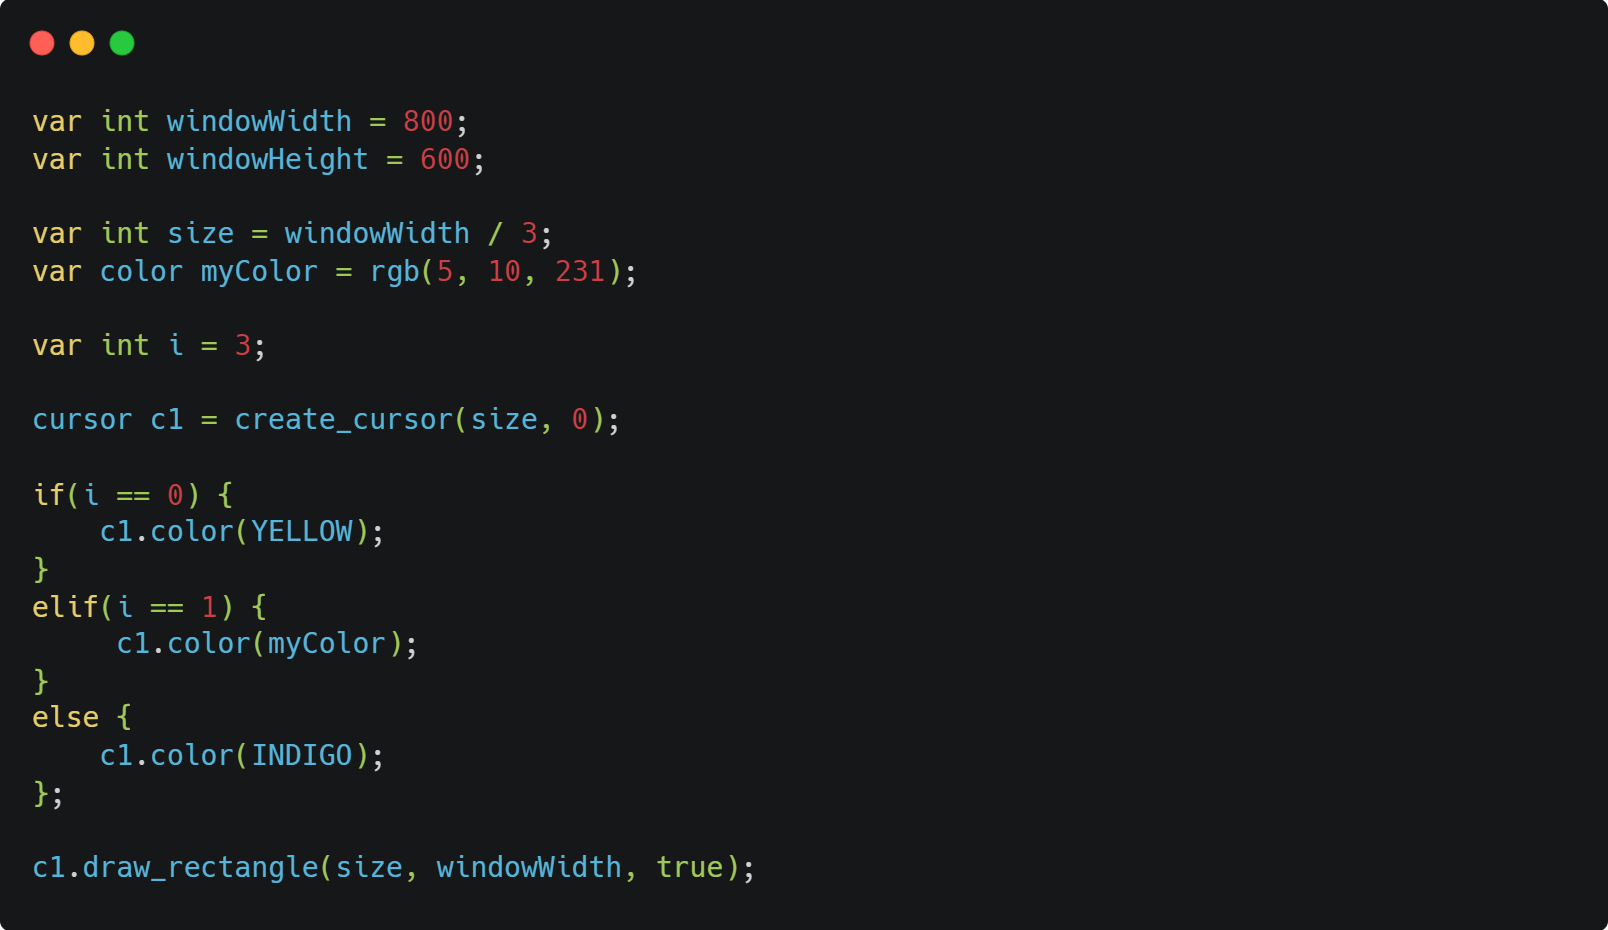 var int windowWidth = 800;
var int windowHeight = 600;
var int size = windowWidth / 3;
var color myColor = rgb(5, 10, 231);
var int i = 3;
cursor c1 = create_cursor(size, 0);
if(i == 0) {
    c1.color(YELLOW);
}
elif(i == 1) {
     c1.color(myColor);
}
else {
    c1.color(INDIGO);
};
c1.draw_rectangle(size, windowWidth, true);